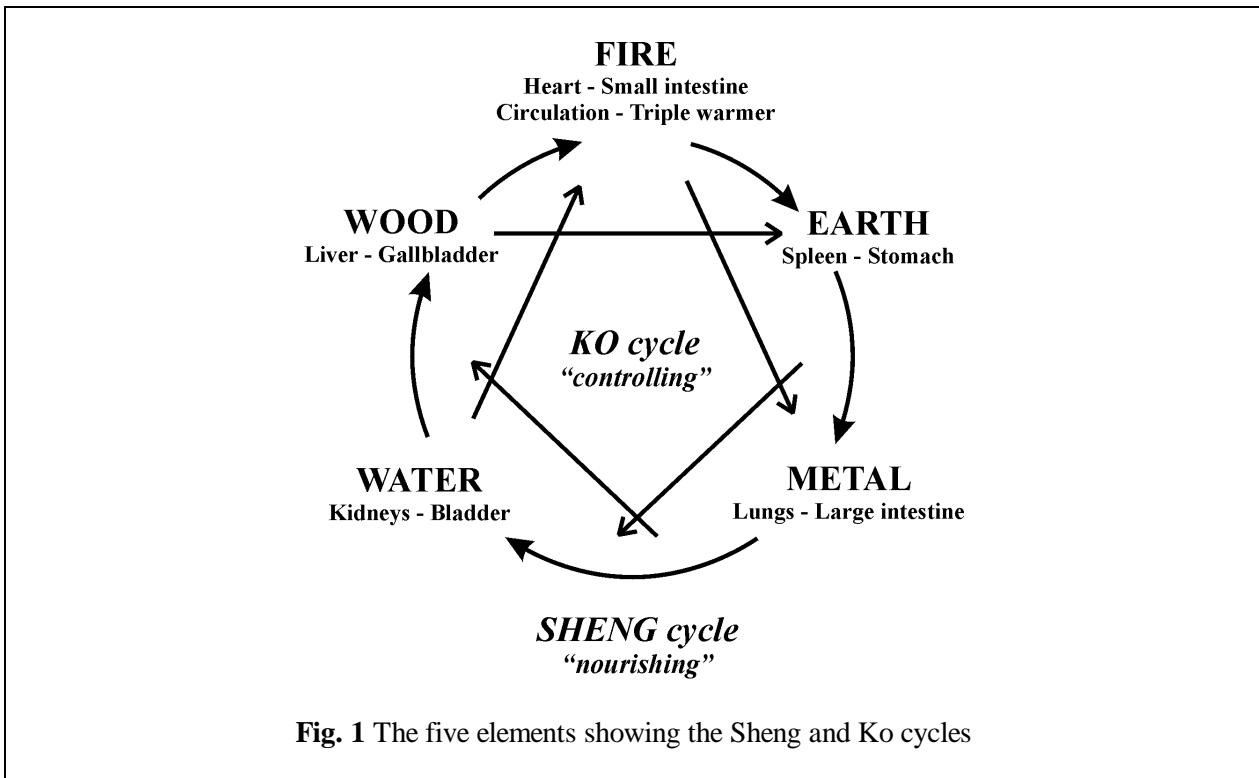 FIRE
Heart - Small intestine
Circulation - Triple warmer
WOOD
Liver - Gallbladder
EARTH
Spleen - Stomach
KO cycle
“controlling”
WATER
Kidneys - Bladder
METAL
Lungs - Large intestine
SHENG cycle
“nourishing”
Fig. 1 The five elements showing the Sheng and Ko cycles